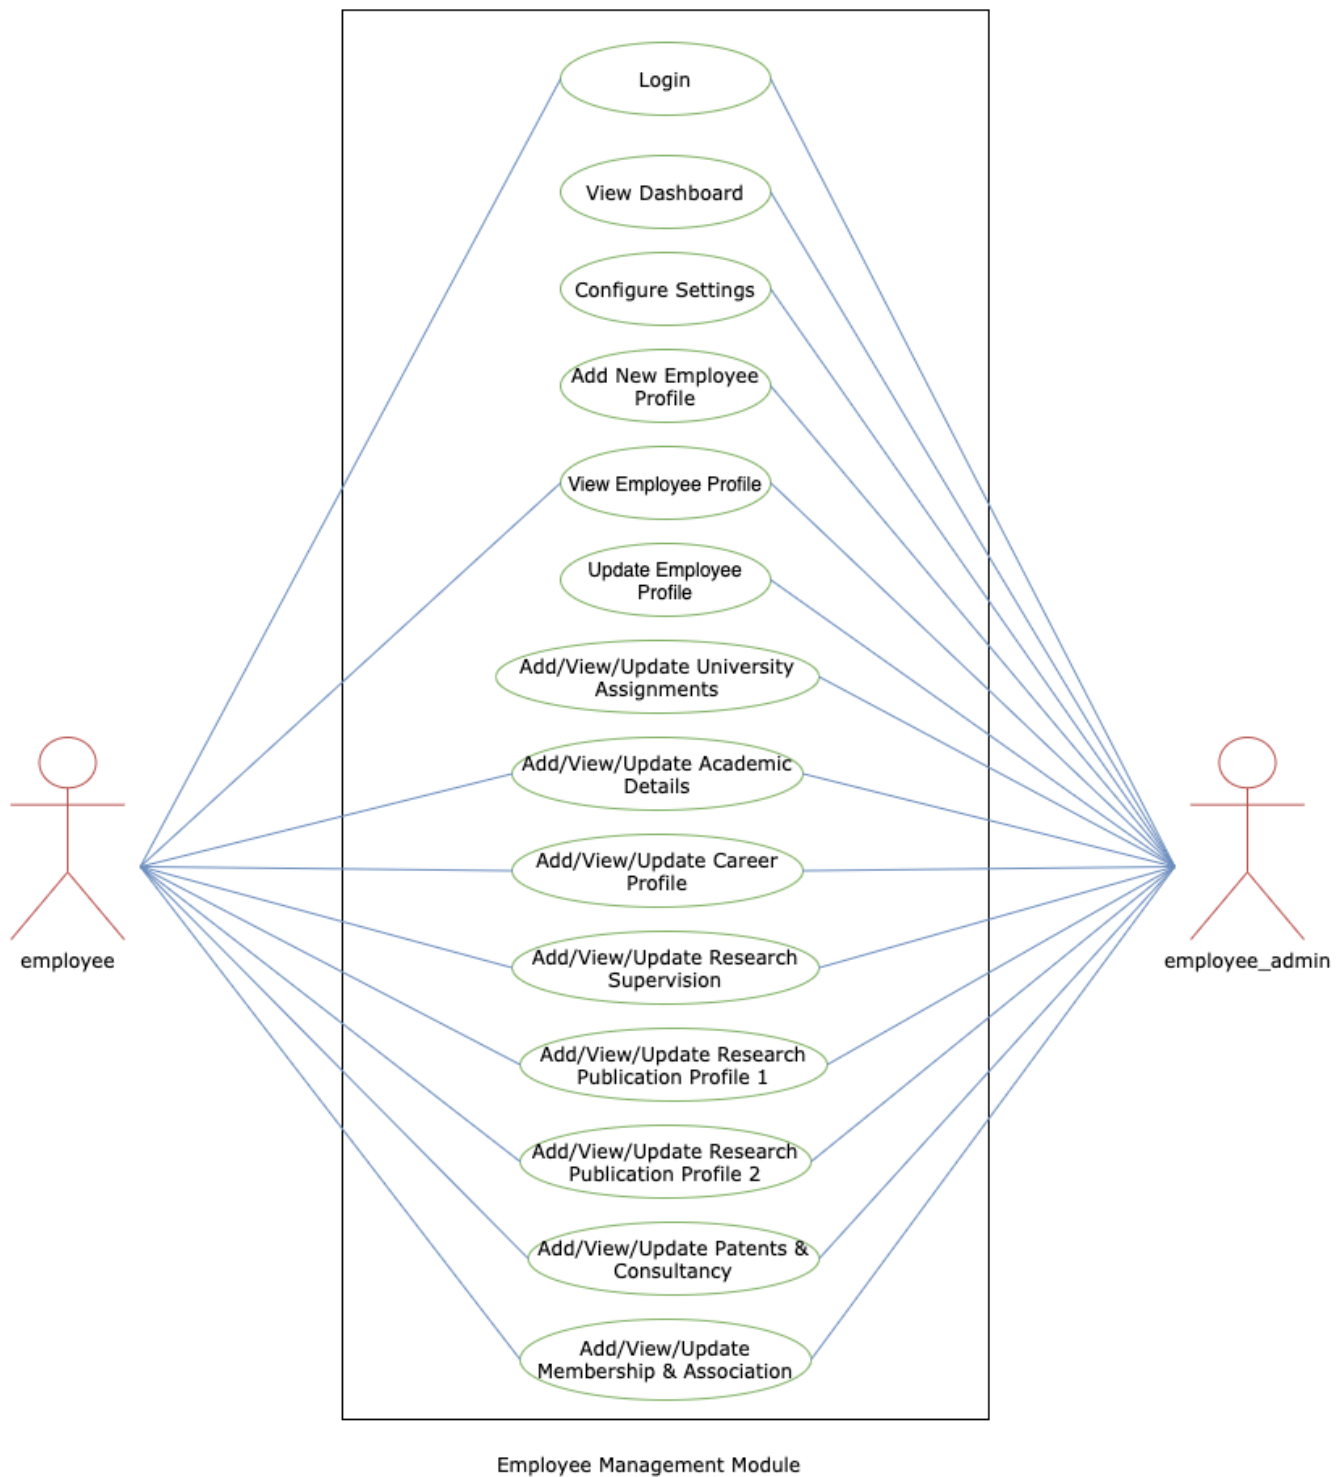 Login
View Dashboard
Configure Settings
Add New Employee
Profile
View Employee Profile
Update Employee
Profile
Add/View/Update University
Assignments
Add/View/Update Academic
Details
Add/View/Update Career
Profile
Add/View/Update Research
Supervision
Add/View/Update Research
Publication Profile 1
Add/View/Update Research
Publication Profile 2
Add/View/Update Patents &
Consultancy
Add/View/Update
Membership & Association
employee
employee_admin
Employee Management Module